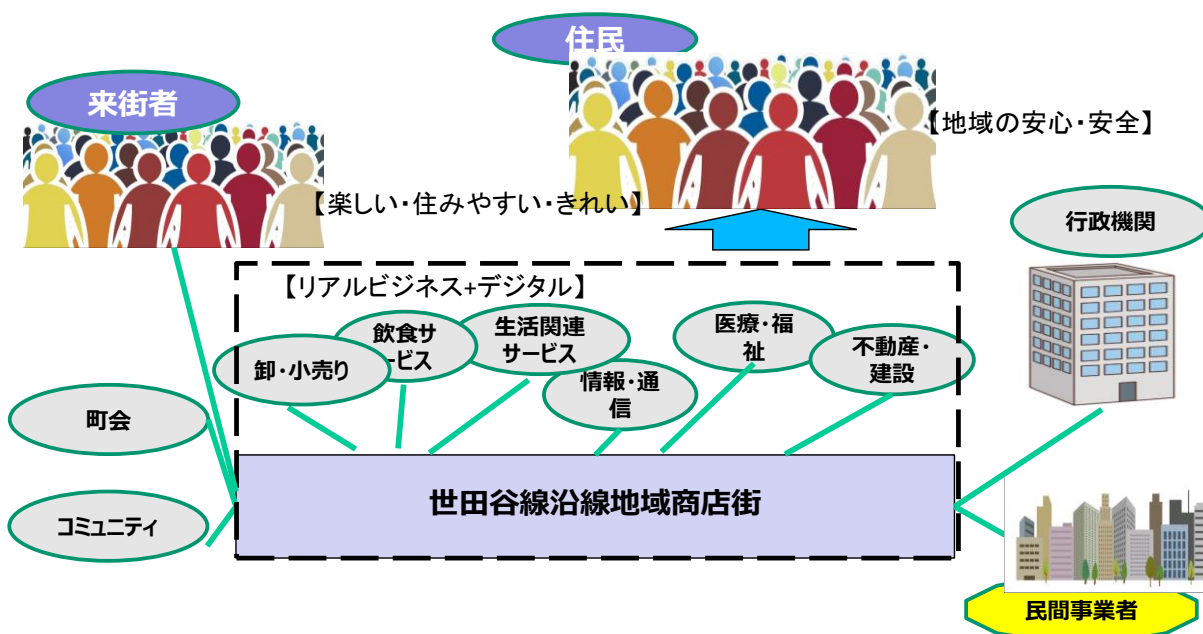 住民
来街者
【地域の安心・安全】
【楽しい・住みやすい・きれい】
行政機関
【リアルビジネス+デジタル】
卸・小売り
飲食サ
ービス
生活関連
サービス
情報・通
信
医療・福
祉
不動産・
建設
町会
コミュニティ
世田谷線沿線地域商店街
民間事業者